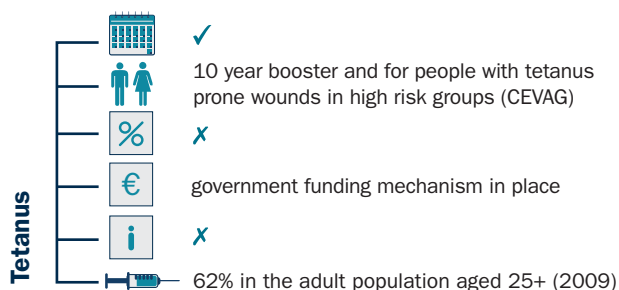 Tetanus
✓
10 year booster and for people with tetanus
prone wounds in high risk groups (CEVAG)
%
✗
€
government funding mechanism in place
i
✗
62% in the adult population aged 25+ (2009)